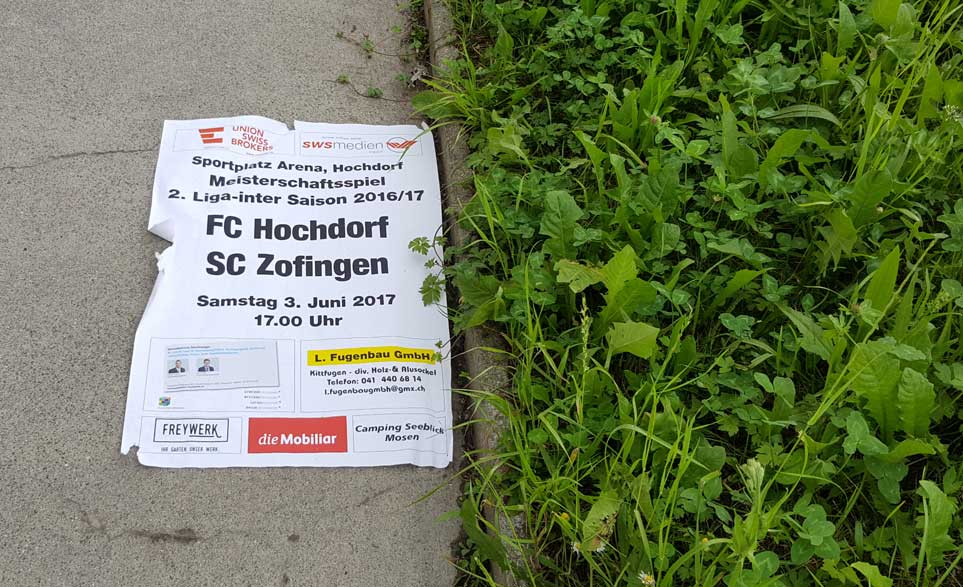 UNION
SWISS
BROKERS
swsmedien
Sportplatz Arena, Hochdorf
Meisterschaftsspiel
2. Liga-inter Saison 2016/17
FC Hochdorf
SC Zofingen
Samstag 3. Juni 2017
17.00 Uhr
L. Fugenbau GmbH
Kittfugen - div. Holz-& Alusockel
Telefon: 041 440 68 14
l.fugenbaugmbh@gmx.ch
FREYWERK
IHR GARTEN UNSER WERK.
die Mobiliar
Camping Seeblick
Mosen